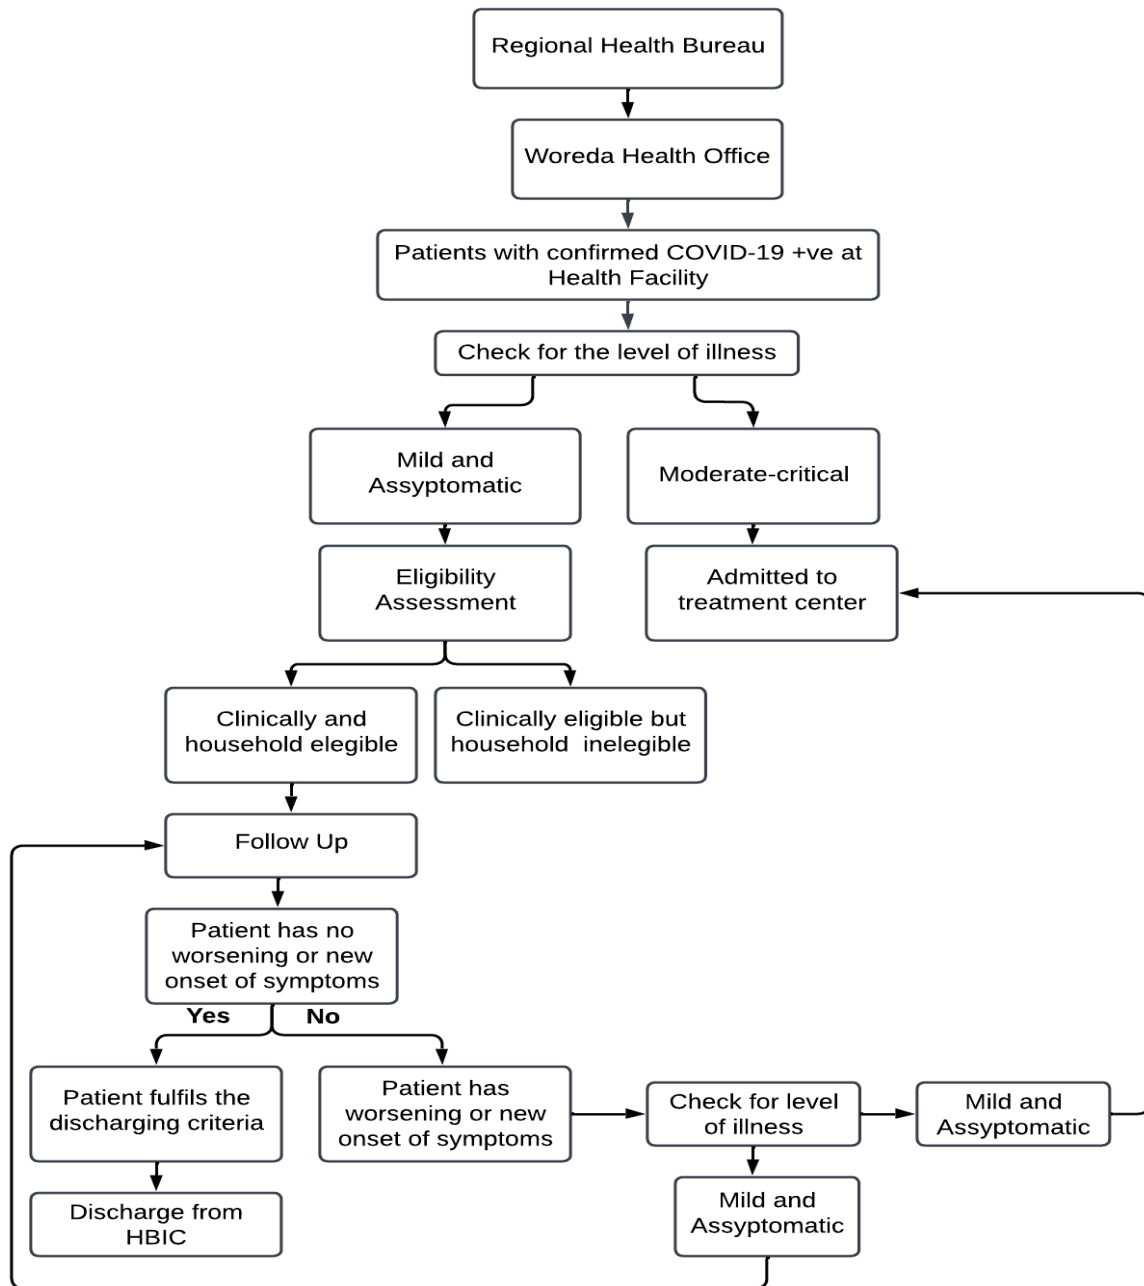 Regional Health Bureau
Woreda Health Office
Patients with confirmed COVID-19 +ve at
Health Facility
Check for the level of illness
Mild and
Assyptomatic
Moderate-critical
Eligibility
Assessment
Admitted to
treatment center
Clinically and
household elegible
Clinically eligible but
household inelegible
Follow Up
Patient has no
worsening or new
onset of symptoms
Yes
No
Patient fulfils the
discharging criteria
Patient has
worsening or new
onset of symptoms
Check for level
of illness
Mild and
Assyptomatic
Mild and
Assyptomatic
Discharge from
HBIC